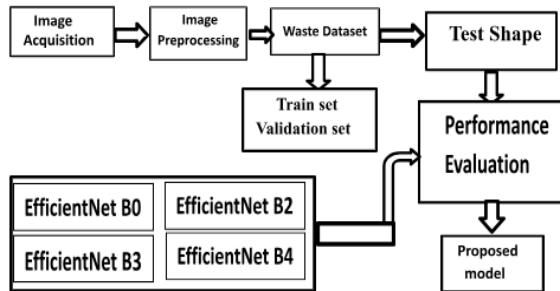 Image
Acquisition
Image
Preprocessing
Waste Dataset
Test Shape
Train set
Validation set
Performance
Evaluation
EfficientNet B0
EfficientNet B2
EfficientNet B3
EfficientNet B4
Proposed
model